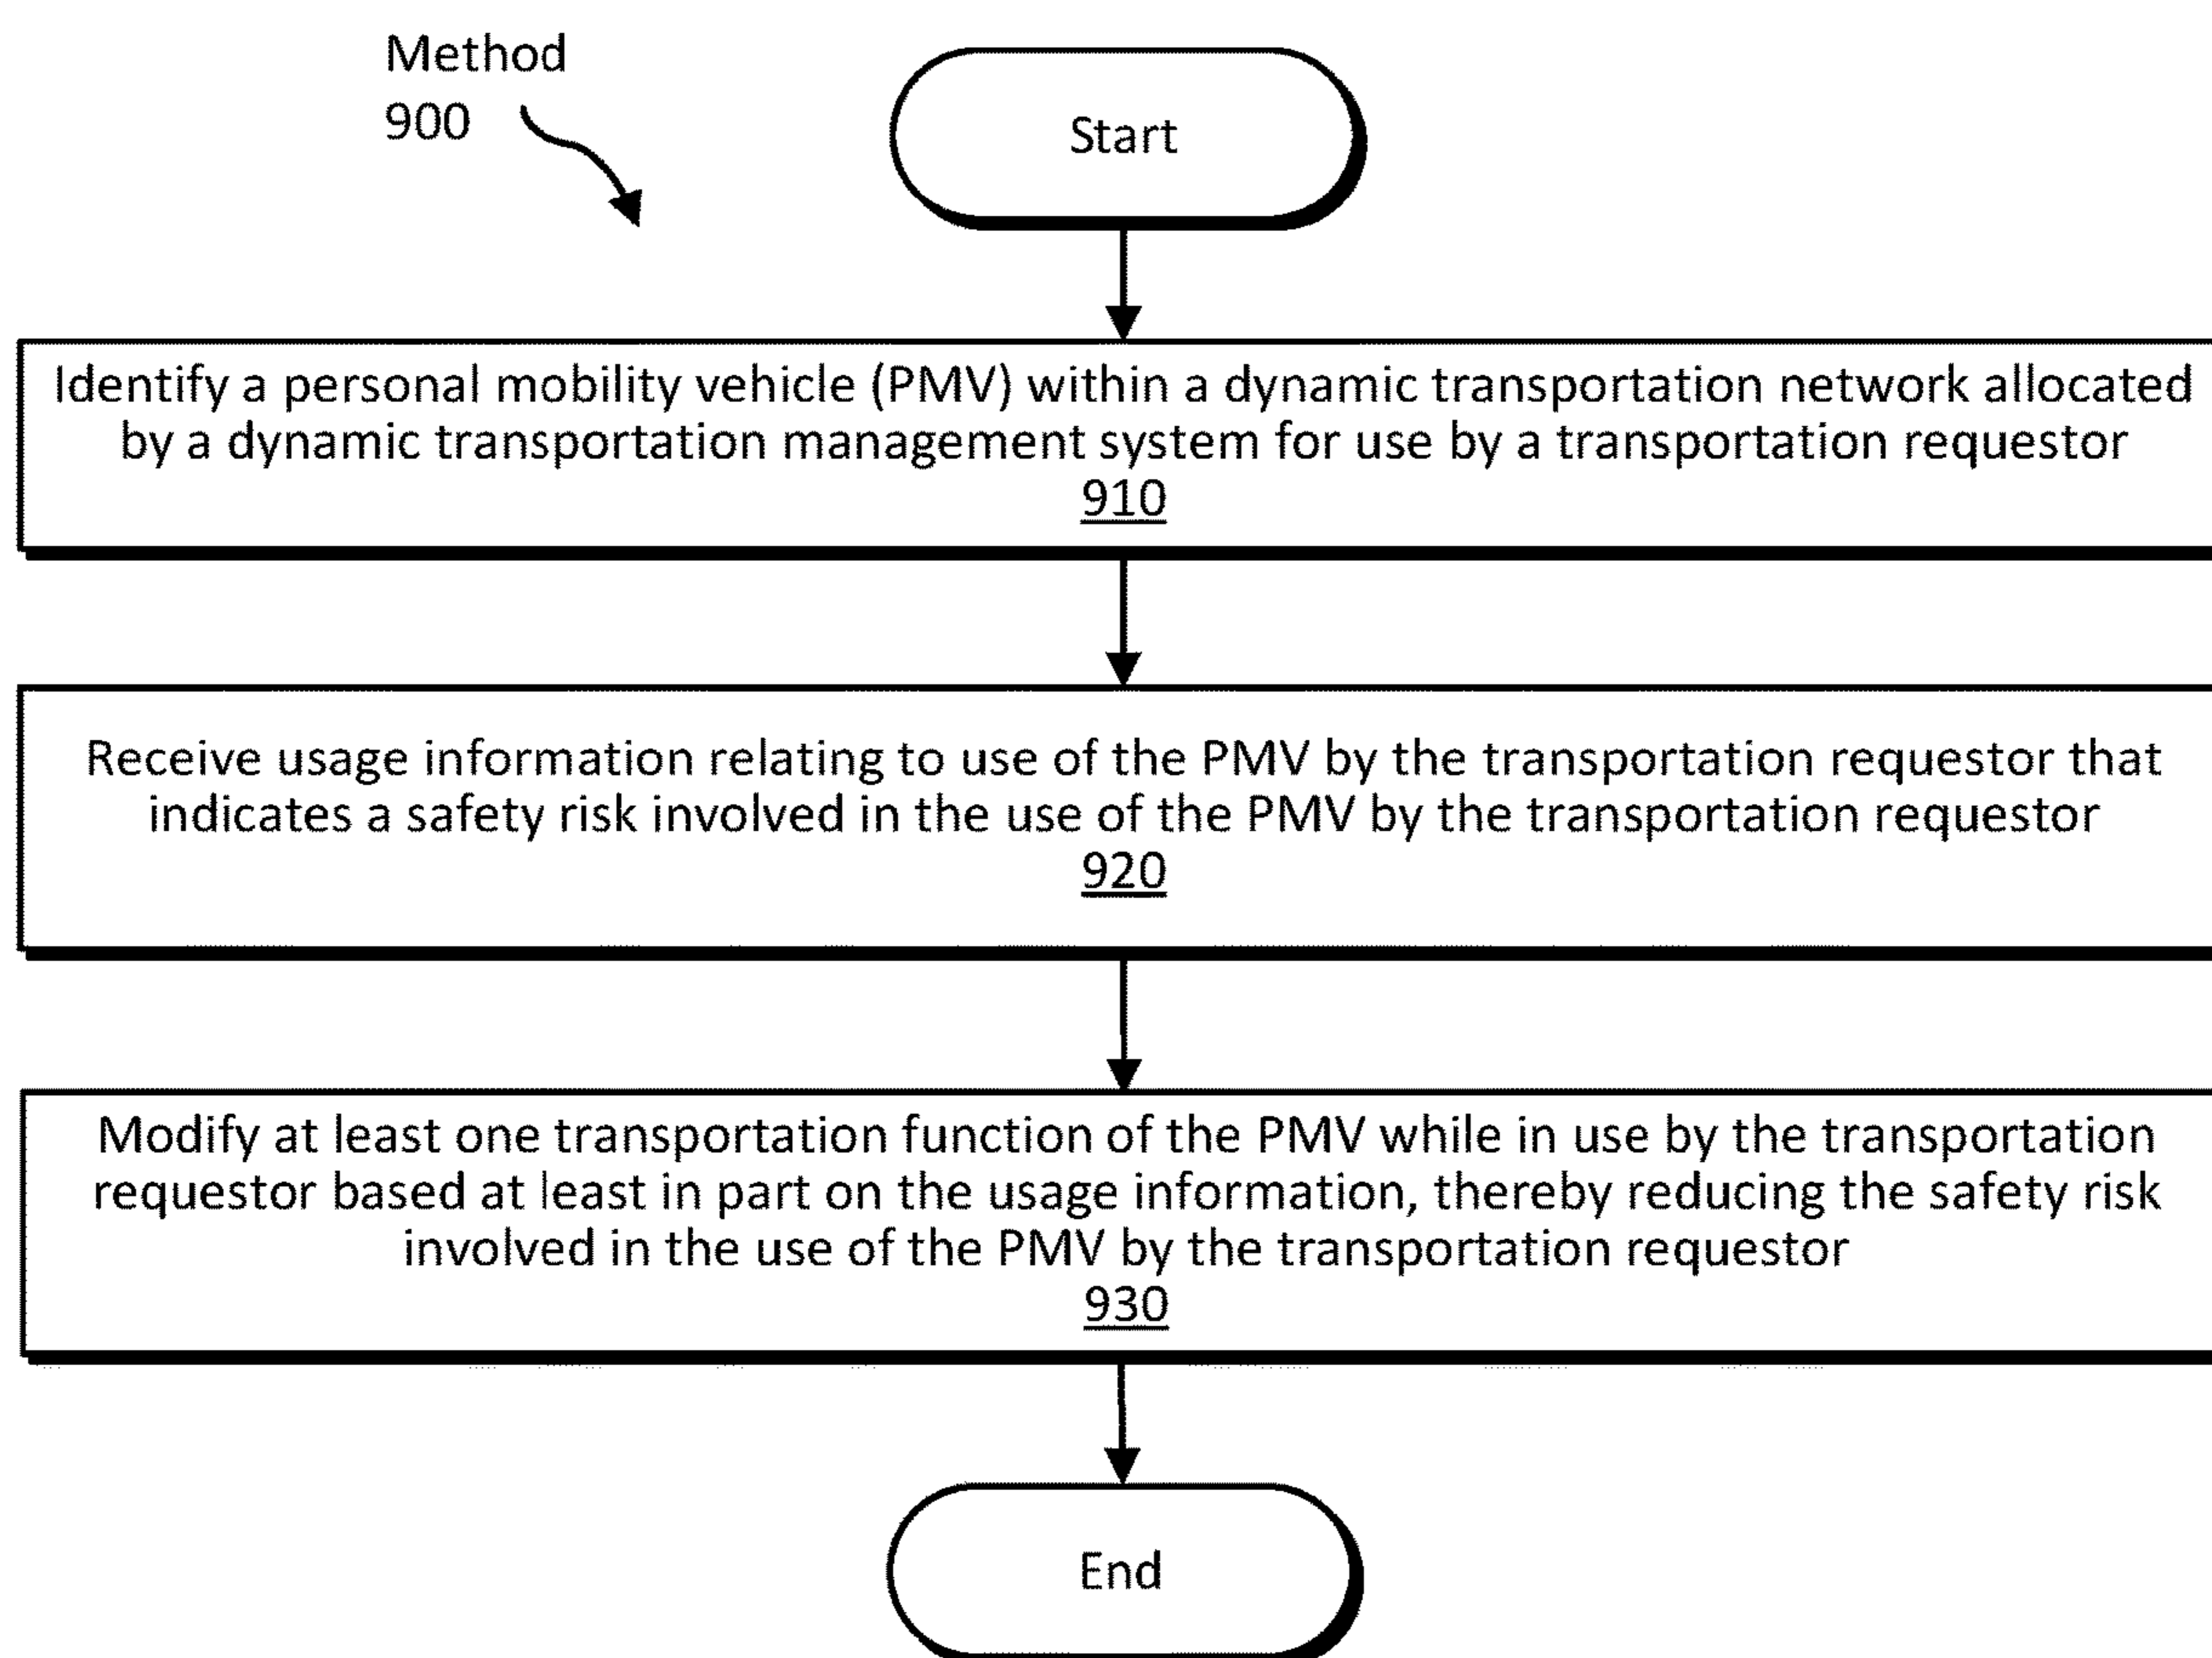 Method
900
Start
Identify a personal mobility vehicle (PMV) within a dynamic transportation network allocated
by a dynamic transportation management system for use by a transportation requestor
910
Receive usage information relating to use of the PMV by the transportation requestor that
indicates a safety risk involved in the use of the PMV by the transportation requestor
920
Modify at least one transportation function of the PMV while in use by the transportation
requestor based at least in part on the usage information, thereby reducing the safety risk
involved in the use of the PMV by the transportation requestor
930
End